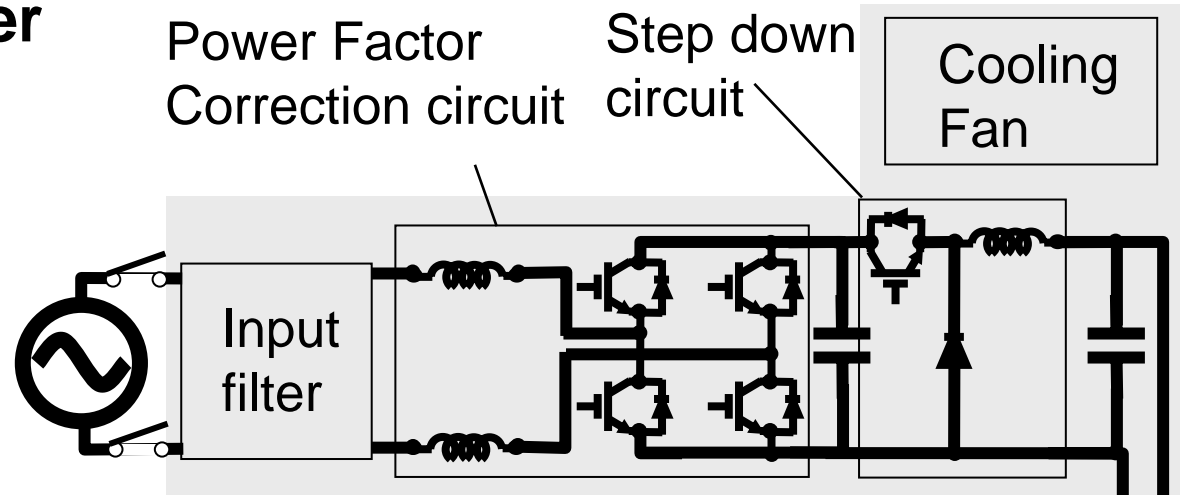 er
Power Factor
Correction circuit
Step down
circuit
Cooling
Fan
Input
filter